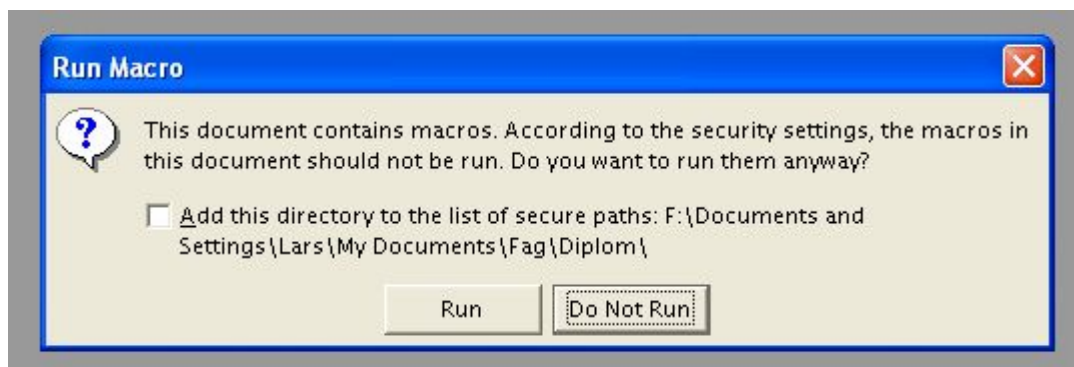 Run Macro
This document contains macros. According to the security settings, the macros in
this document should not be run. Do you want to run them anyway?
Add this directory to the list of secure paths: F:\Documents and
Settings\Lars\My Documents\Fag\Diplom\
Run
Do Not Run